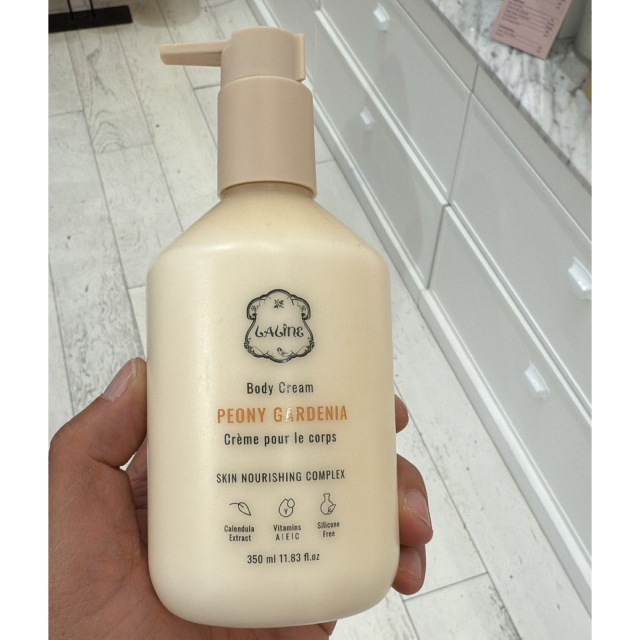 LALINE
Body Cream
PEONY GARDENIA
Crème pour le corps
SKIN NOURISHING COMPLEX
Calendula Extract
Vitamins A|E|C
Silicone Free
350 ml 11.83 fl.oz